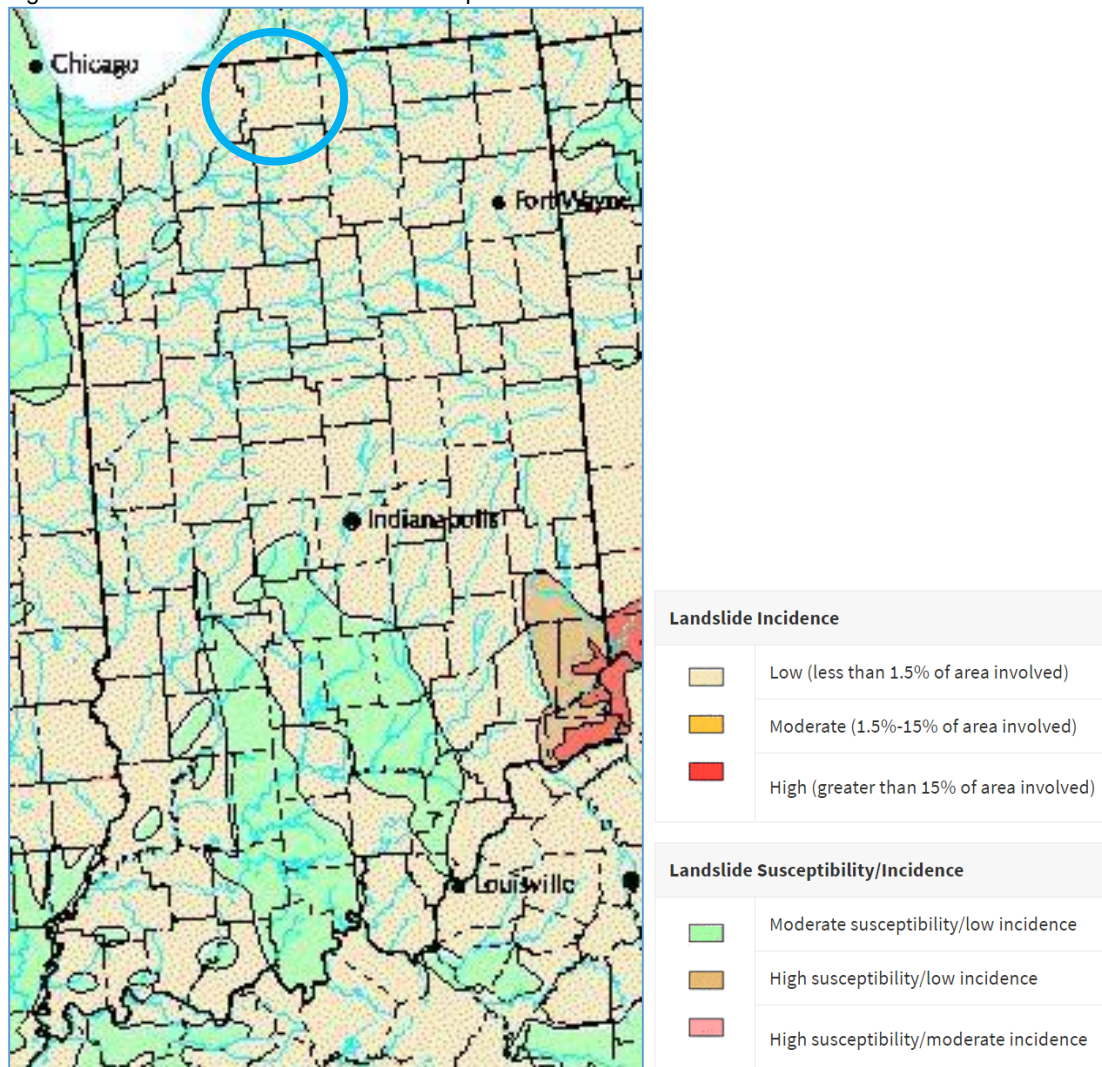 Chicago
Fort Wayne
Indianapolis
Louisville
Landslide Incidence
Low (less than 1.5% of area involved)
Moderate (1.5%-15% of area involved)
High (greater than 15% of area involved)
Landslide Susceptibility/Incidence
Moderate susceptibility/low incidence
High susceptibility/low incidence
High susceptibility/moderate incidence